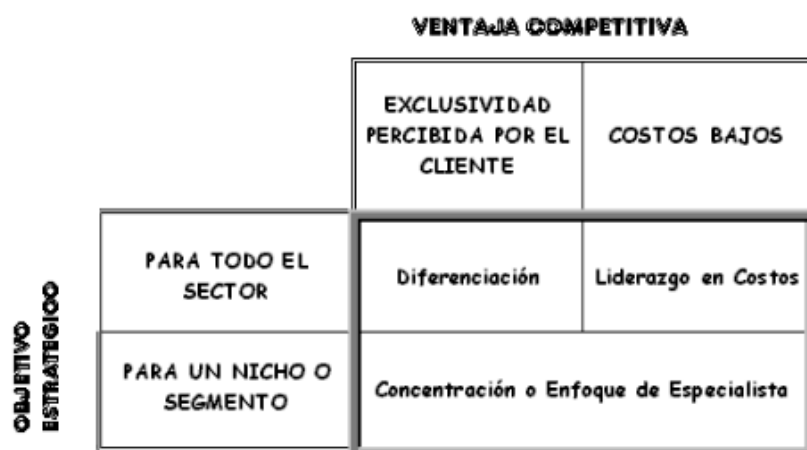 VENTAJA COMPETITIVA
EXCLUSIVIDAD
PERCIBIDA POR EL
CLIENTE
COSTOS BAJOS
OBJETIVO
ESTRATEGICO
PARA TODO EL
SECTOR
Diferenciación
Liderazgo en Costos
PARA UN NICHO O
SEGMENTO
Concentración o Enfoque de Especialista